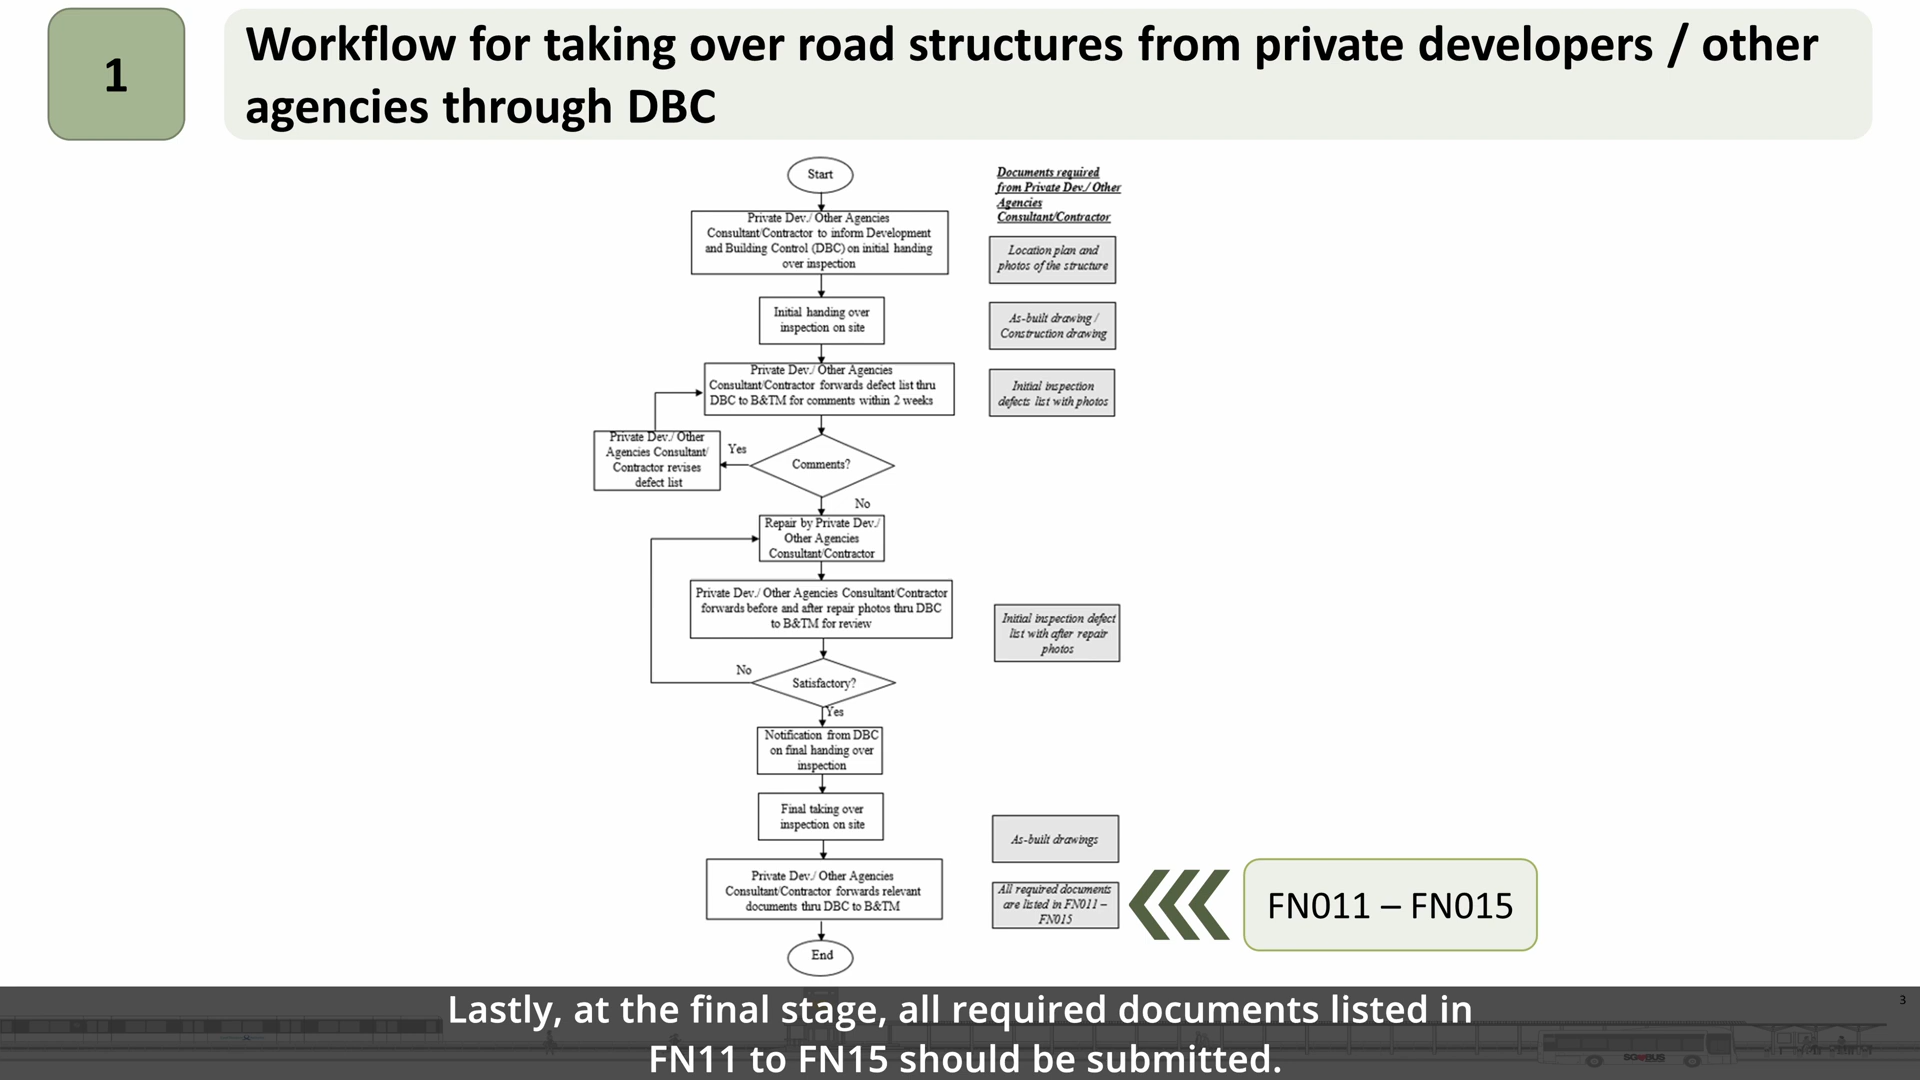 1
Workflow for taking over road structures from private developers / other
agencies through DBC
Start
Documents required
from Private Dev./ Other
Agencies
Consultant/Contractor
Private Dev./ Other Agencies
Consultant/Contractor to inform Development
and Building Control (DBC) on initial handing
over inspection
Location plan and
photos of the structure
Initial handing over
inspection on site
As-built drawing /
Construction drawing
Private Dev./ Other Agencies
Consultant/Contractor forwards defect list thru
DBC to B&TM for comments within 2 weeks
Initial inspection
defects list with photos
Private Dev./ Other
Agencies Consultant/
Contractor revises
defect list
Yes
Comments?
No
Repair by Private Dev./
Other Agencies
Consultant/Contractor
Private Dev./ Other Agencies Consultant/Contractor
forwards before and after repair photos thru DBC
to B&TM for review
Initial inspection defect
list with after repair
photos
No
Satisfactory?
Yes
Notification from DBC
on final handing over
inspection
Final taking over
inspection on site
As-built drawings
Private Dev./ Other Agencies
Consultant/Contractor forwards relevant
documents thru DBC to B&TM
All required documents
are listed in FN011 –
FN015
FN011 – FN015
End
Lastly, at the final stage, all required documents listed in
FN11 to FN15 should be submitted.
3